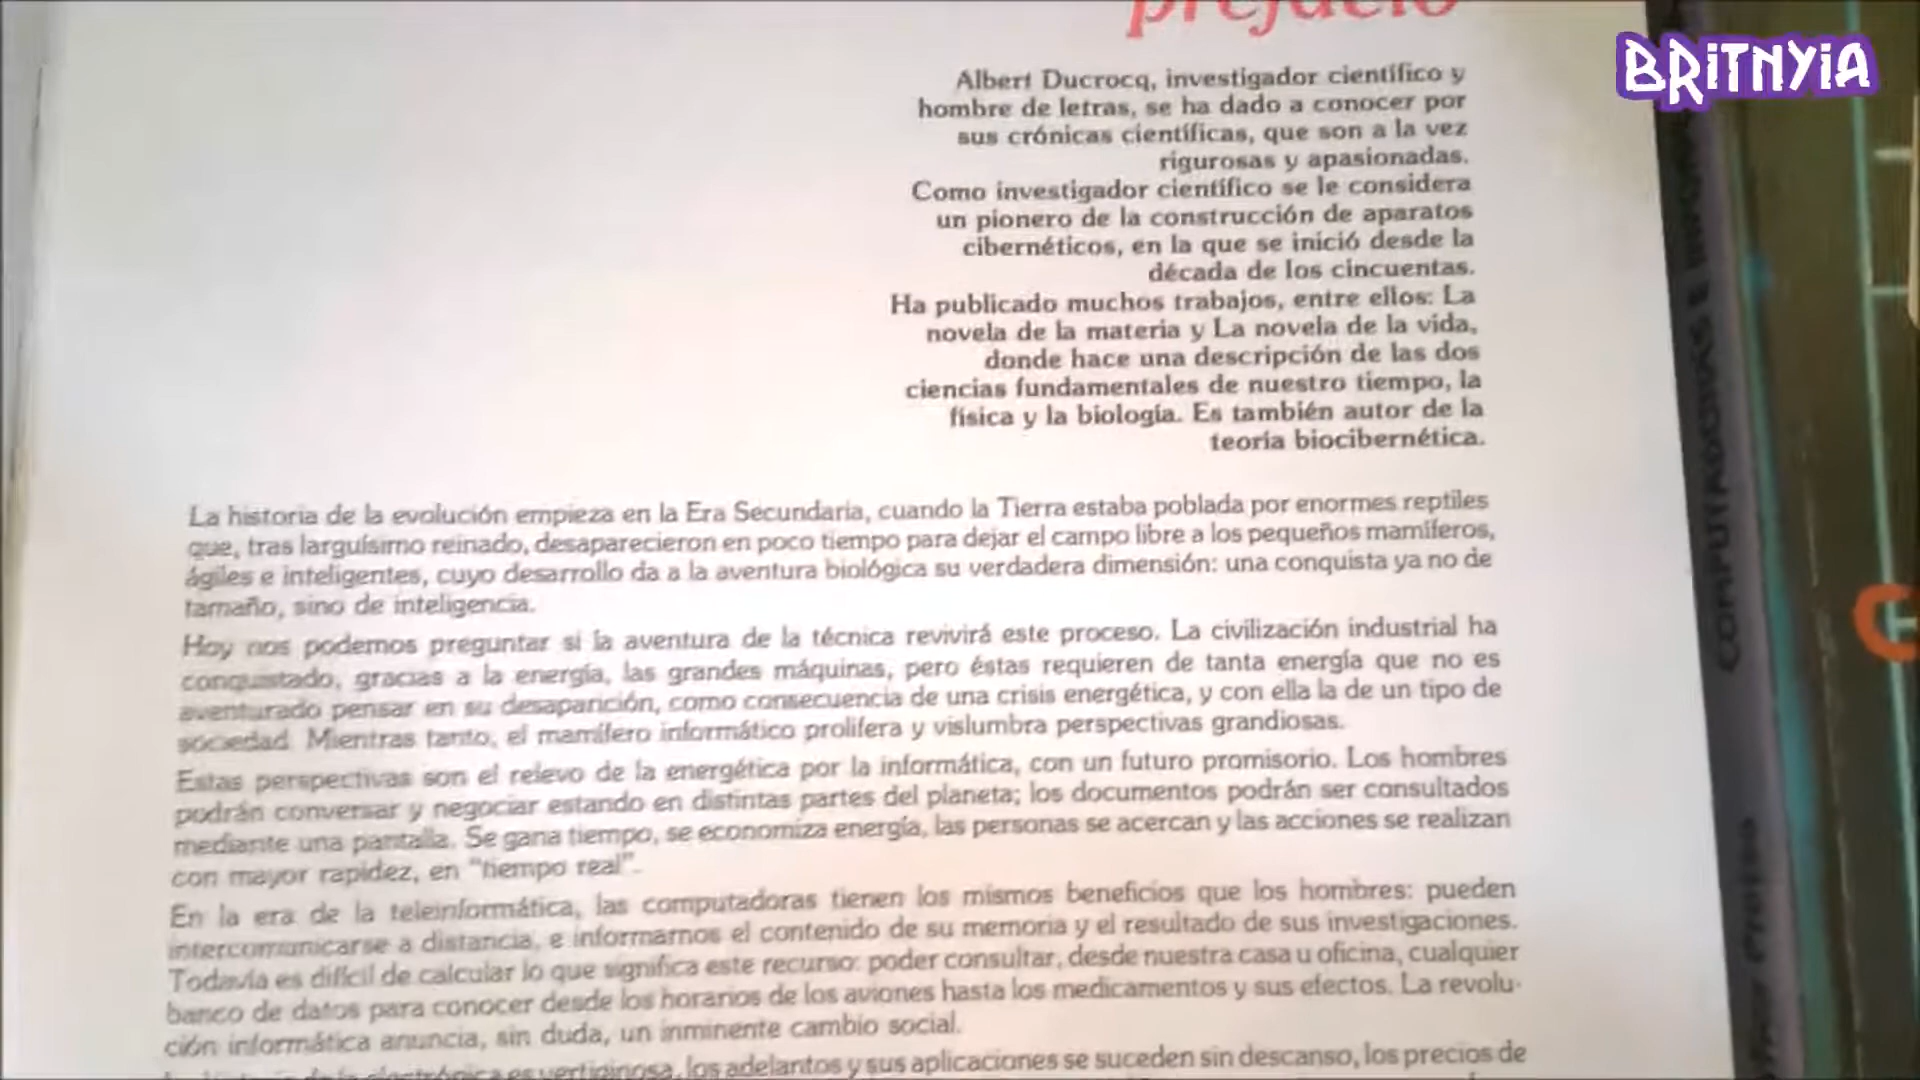 prefacio
BRITNYIA
Albert Ducrocq, investigador científico y
hombre de letras, se ha dado a conocer por
sus crónicas científicas, que son a la vez
rigurosas y apasionadas.
Como investigador científico se le considera
un pionero de la construcción de aparatos
cibernéticos, en la que se inició desde la
década de los cincuentas.
Ha publicado muchos trabajos, entre ellos: La
novela de la materia y La novela de la vida,
donde hace una descripción de las dos
ciencias fundamentales de nuestro tiempo, la
física y la biología. Es también autor de la
teoría biocibernética.
La historia de la evolución empieza en la Era Secundaria, cuando la Tierra estaba poblada por enormes reptiles
que, tras larguísimo reinado, desaparecieron en poco tiempo para dejar el campo libre a los pequeños mamíferos,
ágiles e inteligentes, cuyo desarrollo da a la aventura biológica su verdadera dimensión: una conquista ya no de
tamaño, sino de inteligencia.
Hoy nos podemos preguntar si la aventura de la técnica revivirá este proceso. La civilización industrial ha
conquistado, gracias a la energía, las grandes máquinas, pero éstas requieren de tanta energía que no es
aventurado pensar en su desaparición, como consecuencia de una crisis energética, y con ella la de un tipo de
sociedad. Mientras tanto, el mamífero informático prolifera y vislumbra perspectivas grandiosas.
Estas perspectivas son el relevo de la energética por la informática, con un futuro promisorio. Los hombres
podrán conversar y negociar estando en distintas partes del planeta; los documentos podrán ser consultados
mediante una pantalla. Se gana tiempo, se economiza energía, las personas se acercan y las acciones se realizan
con mayor rapidez, en "tiempo real".
En la era de la teleinformática, las computadoras tienen los mismos beneficios que los hombres: pueden
intercomunicarse a distancia, e informarnos el contenido de su memoria y el resultado de sus investigaciones.
Todavía es difícil de calcular lo que significa este recurso: poder consultar, desde nuestra casa u oficina, cualquier
banco de datos para conocer desde los horarios de los aviones hasta los medicamentos y sus efectos. La revolu-
ción informática anuncia, sin duda, un inminente cambio social.
electrónica es vertiginosa, los adelantos y sus aplicaciones se suceden sin descanso, los precios de
COMPUTADORAS E